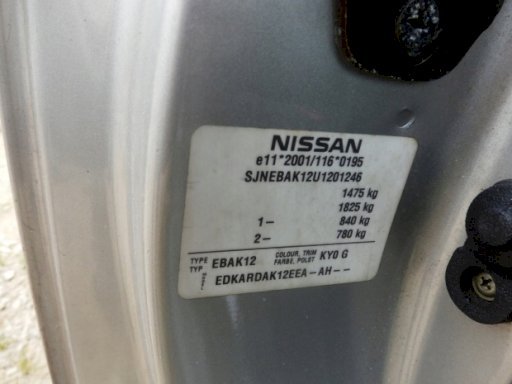 NISSAN
e11*2001/116*0195
SJNEBAK12U1201246
1475 kg
1825 kg
1- 840 kg
2- 780 kg
TYPE TYP EBAK12 COLOUR, TRIM FARBE, POLST KY0 G
EDKARDAK12EEA-AH--